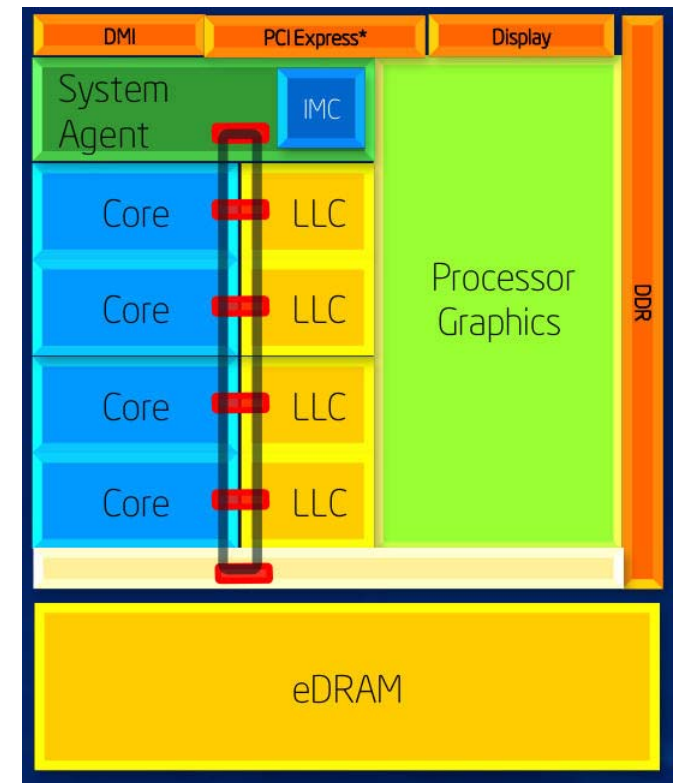 DMI
PCI Express*
Display
System
Agent
IMC
Core
LLC
Core
LLC
Core
LLC
Core
LLC
Processor
Graphics
DDR
eDRAM